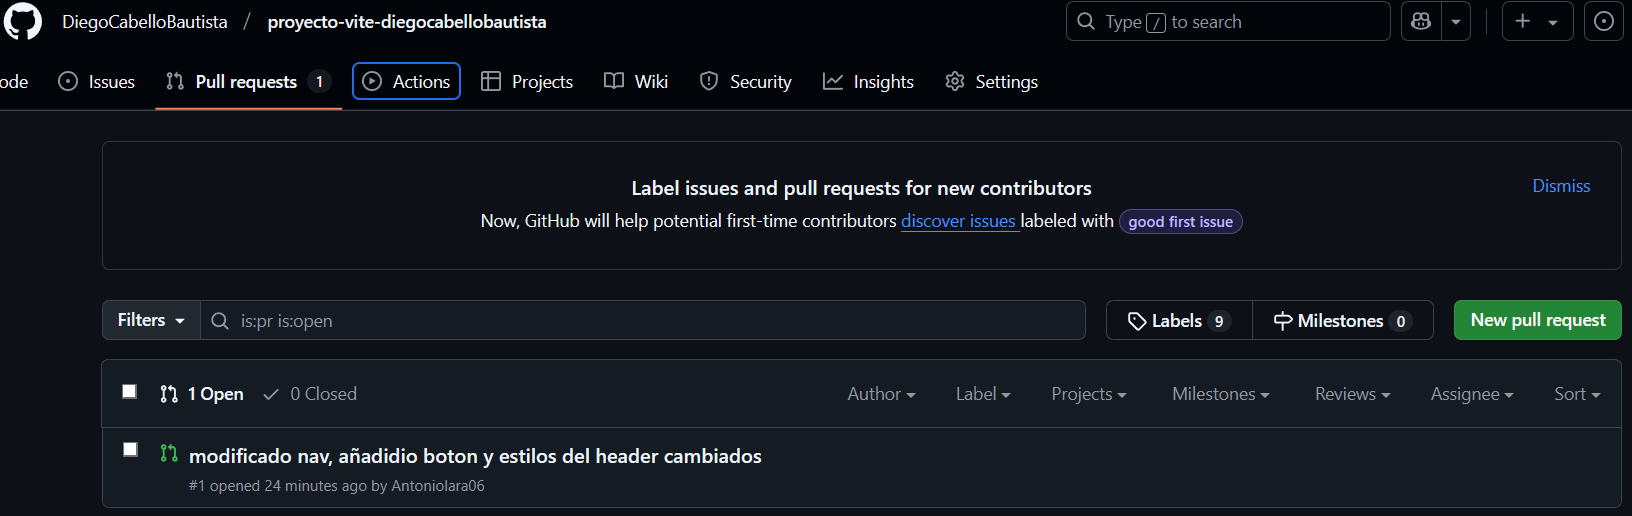 DiegoCabelloBautista / proyecto-vite-diegocabellobautista
Type / to search
ode Issues Pull requests 1 Actions Projects Wiki Security Insights Settings
Label issues and pull requests for new contributors
Dismiss
Now, GitHub will help potential first-time contributors discover issues labeled with good first issue
Filters is:pr is:open Labels 9 Milestones 0 New pull request
1 Open 0 Closed Author Label Projects Milestones Reviews Assignee Sort
modificado nav, añadidio boton y estilos del header cambiados
#1 opened 24 minutes ago by Antoniolara06